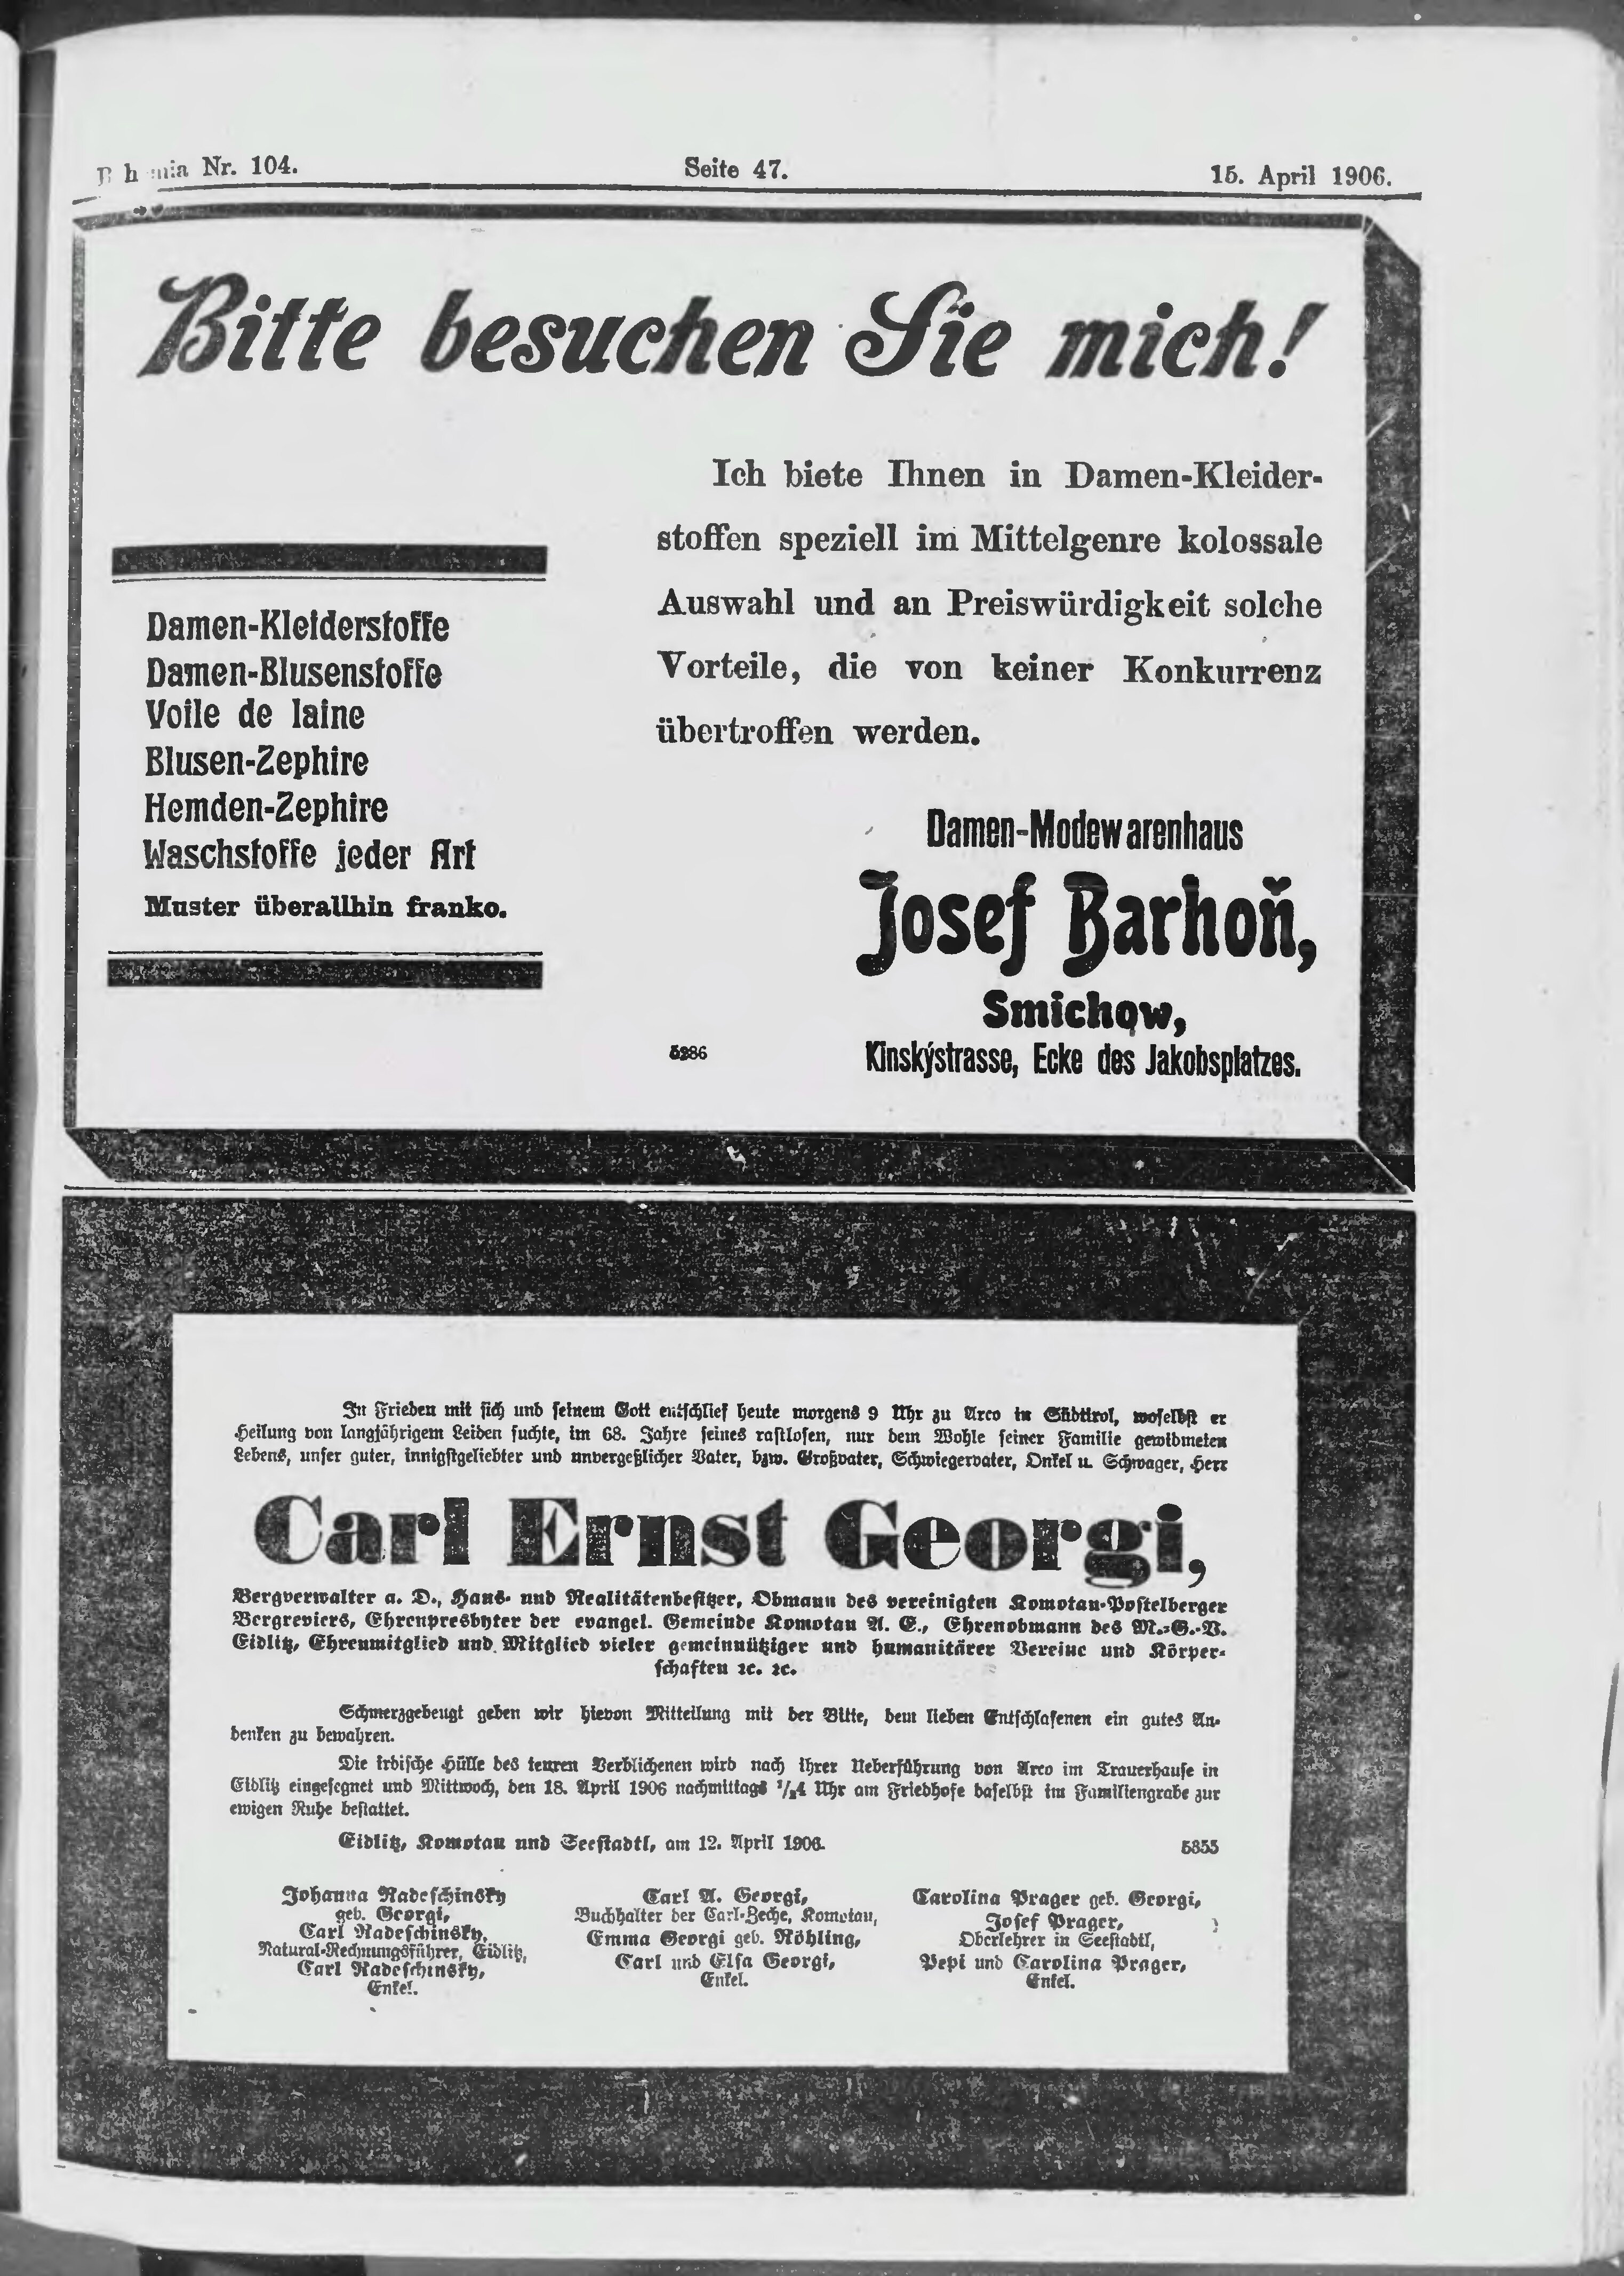 Bohemia Nr. 104.
Seite 47.
15. April 1906.
Bitte besuchen Sie mich!
Ich biete Ihnen in Damen-Kleider-
stoffen speziell im Mittelgenre kolossale
Auswahl und an Preiswürdigkeit solche
Vorteile, die von keiner Konkurrenz
übertroffen werden.
Damen-Kleiderstoffe
Damen-Blusenstoffe
Voile de laine
Blusen-Zephire
Hemden-Zephire
Waschstoffe jeder Art
Muster überallhin franko.
Damen-Modewarenhaus
Josef Barhoň,
Smichow,
Kinskýstrasse, Ecke des Jakobsplatzes.
5286
In Frieden mit sich und seinem Gott entschlief heute morgens 9 Uhr zu Arco in Südtirol, woselbst er
Heilung von langjährigem Leiden suchte, im 68. Jahre seines rastlosen, nur dem Wohle seiner Familie gewidmeten
Lebens, unser guter, innigstgeliebter und unvergeßlicher Vater, bzw. Großvater, Schwiegervater, Onkel u. Schwager, Herr
Carl Ernst Georgi,
Bergverwalter a. D., Haus- und Realitätenbesitzer, Obmann des vereinigten Komotau-Postelberger
Bergreviers, Ehrenpresbyter der evangel. Gemeinde Komotau A. C., Ehrenobmann des M.-G.-V.
Eidlitz, Ehrenmitglied und Mitglied vieler gemeinnütziger und humanitärer Vereine und Körper-
schaften ꝛc. ꝛc.
Schmerzgebeugt geben wir hievon Mitteilung mit der Bitte, dem lieben Entschlafenen ein gutes An-
denken zu bewahren.
Die irdische Hülle des teuren Verblichenen wird nach ihrer Ueberführung von Arco im Trauerhause in
Eidlitz eingesegnet und Mittwoch, den 18. April 1906 nachmittags ½4 Uhr am Friedhofe daselbst im Familiengrabe zur
ewigen Ruhe bestattet.
Eidlitz, Komotau und Seestadtl, am 12. April 1906.
5355
Johanna Radeschinsky
geb. Georgi,
Carl Radeschinsky,
Natural-Rechnungsführer, Eidlitz,
Carl Radeschinsky,
Enkel.
Carl A. Georgi,
Buchhalter der Carl-Zeche, Komotau,
Emma Georgi geb. Röhling,
Carl und Elsa Georgi,
Enkel.
Carolina Prager geb. Georgi,
Josef Prager,
Oberlehrer in Seestadtl,
Pepi und Carolina Prager,
Enkel.